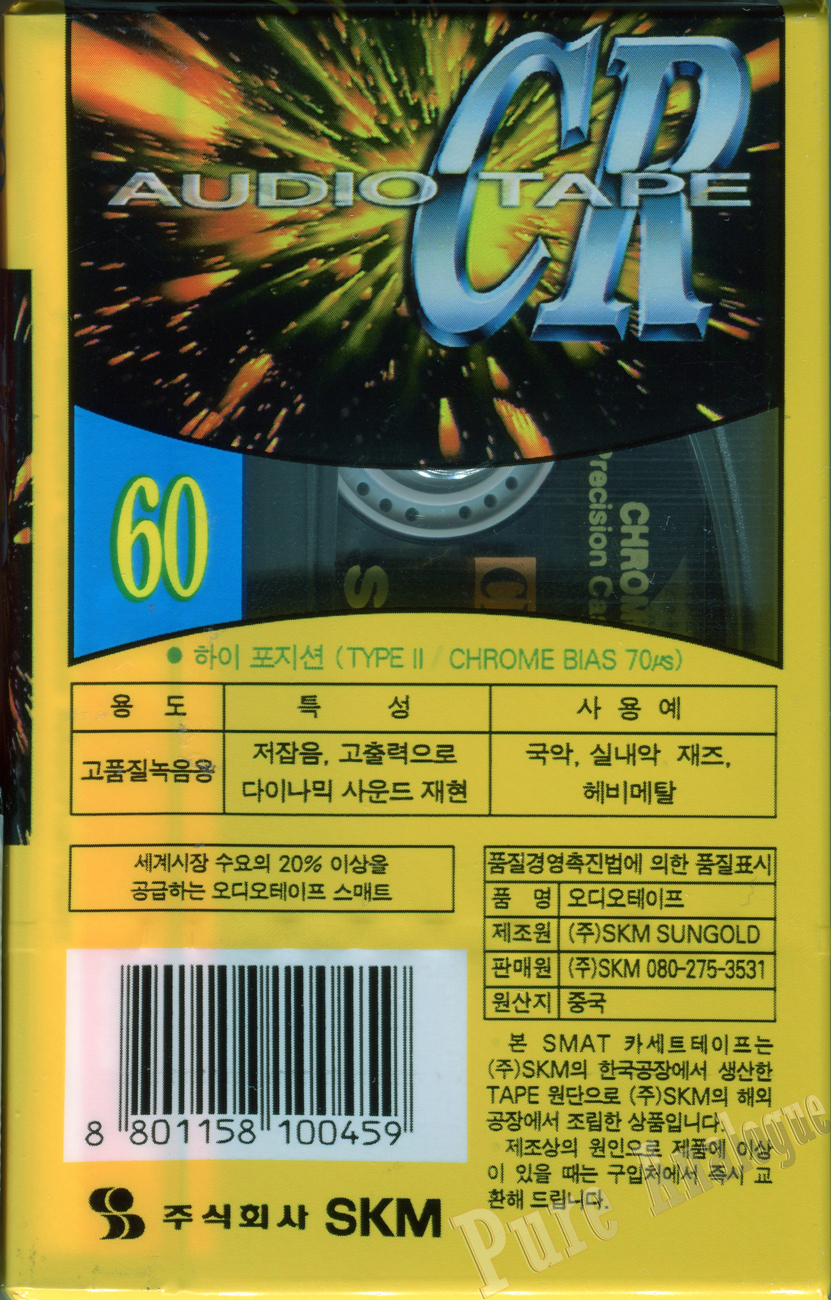 CR
AUDIO TAPE
60
CHROM
Precision Ca
S
● 하이 포지션 (TYPE II / CHROME BIAS 70㎲)
용 도 특 성 사 용 예
고품질녹음용 저잡음, 고출력으로 국악, 실내악 재즈,
다이나믹 사운드 재현 헤비메탈
세계시장 수요의 20% 이상을
공급하는 오디오테이프 스매트
품질경영촉진법에 의한 품질표시
품 명 오디오테이프
제조원 (주)SKM SUNGOLD
판매원 (주)SKM 080-275-3531
원산지 중국
본 SMAT 카세트테이프는
(주)SKM의 한국공장에서 생산한
TAPE 원단으로 (주)SKM의 해외
공장에서 조립한 상품입니다.
제조상의 원인으로 제품에 이상
이 있을 때는 구입처에서 즉시 교
환해 드립니다.
8 801158 100459
주식회사 SKM
Pure Analogue